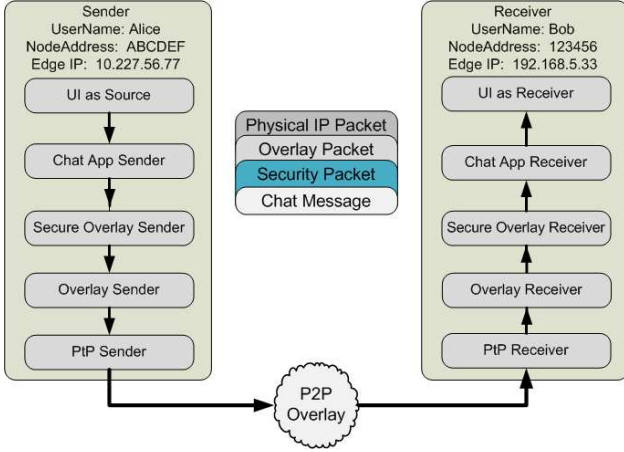 Sender
UserName: Alice
NodeAddress: ABCDEF
Edge IP: 10.227.56.77
UI as Source
Chat App Sender
Secure Overlay Sender
Overlay Sender
PtP Sender
Physical IP Packet
Overlay Packet
Security Packet
Chat Message
P2P
Overlay
Receiver
UserName: Bob
NodeAddress: 123456
Edge IP: 192.168.5.33
UI as Receiver
Chat App Receiver
Secure Overlay Receiver
Overlay Receiver
PtP Receiver